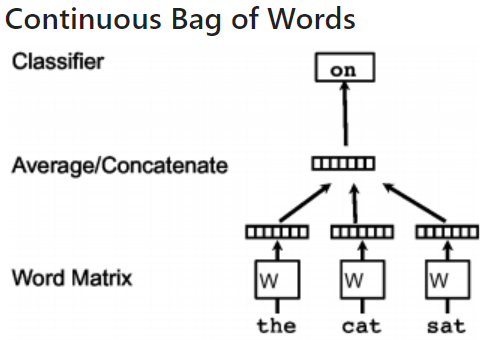 Continuous Bag of Words
Classifier
on
Average/Concatenate
Word Matrix
W W W
the cat sat